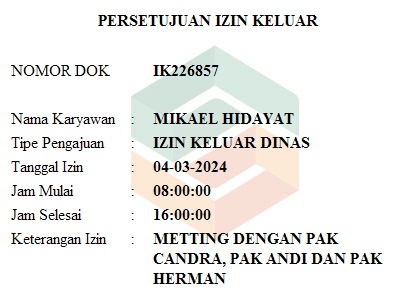 PERSETUJUAN IZIN KELUAR
NOMOR DOK IK226857
Nama Karyawan : MIKAEL HIDAYAT
Tipe Pengajuan : IZIN KELUAR DINAS
Tanggal Izin : 04-03-2024
Jam Mulai : 08:00:00
Jam Selesai : 16:00:00
Keterangan Izin : METTING DENGAN PAK
CANDRA, PAK ANDI DAN PAK
HERMAN